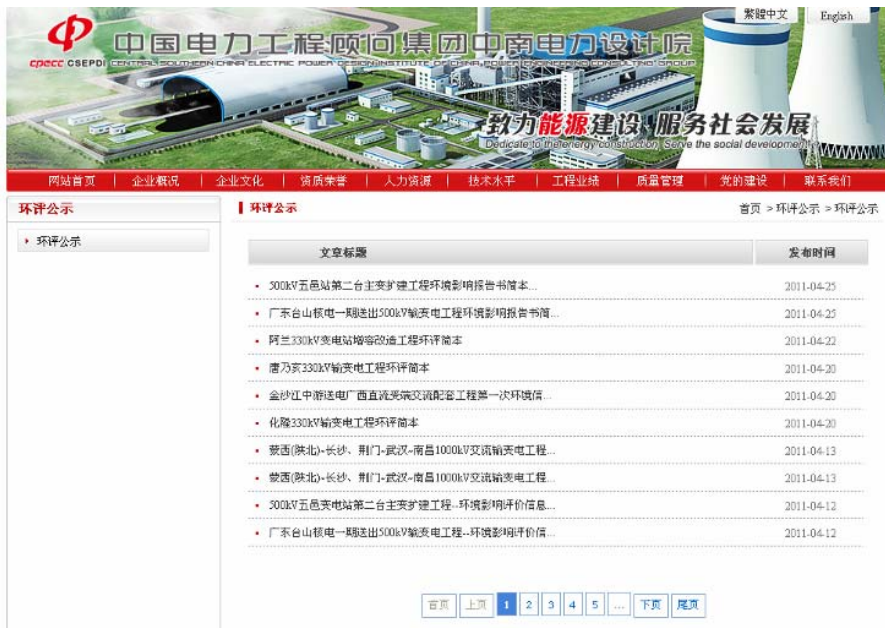 繁體中文 English
中国电力工程顾问集团中南电力设计院
CPECC CSEPDI CENTRAL SOUTHERN CHINA ELECTRIC POWER DESIGN INSTITUTE OF CHINA POWER ENGINEERING CONSULTING GROUP
致力能源建设 服务社会发展
Dedicate to the energy construction, Serve the social development
网站首页 | 企业概况 | 企业文化 | 资质荣誉 | 人力资源 | 技术水平 | 工程业绩 | 质量管理 | 党的建设 | 联系我们
环评公示
环评公示
环评公示 首页 > 环评公示 > 环评公示
文章标题 发布时间
500kV五邑站第二台主变扩建工程环境影响报告书简本... 2011-04-25
广东台山核电一期送出500kV输变电工程环境影响报告书简... 2011-04-25
阿兰330kV变电站增容改造工程环评简本 2011-04-22
唐乃亥330kV输变电工程环评简本 2011-04-20
金沙江中游送电广西直流受端交流配套工程第一次环境信... 2011-04-20
化隆330kV输变电工程环评简本 2011-04-20
蒙西(陕北)-长沙、荆门-武汉-南昌1000kV交流输变电工程... 2011-04-13
蒙西(陕北)-长沙、荆门-武汉-南昌1000kV交流输变电工程... 2011-04-13
500kV五邑变电站第二台主变扩建工程--环境影响评价信息... 2011-04-12
广东台山核电一期送出500kV输变电工程--环境影响评价信... 2011-04-12
首页 上页 1 2 3 4 5 ... 下页 尾页